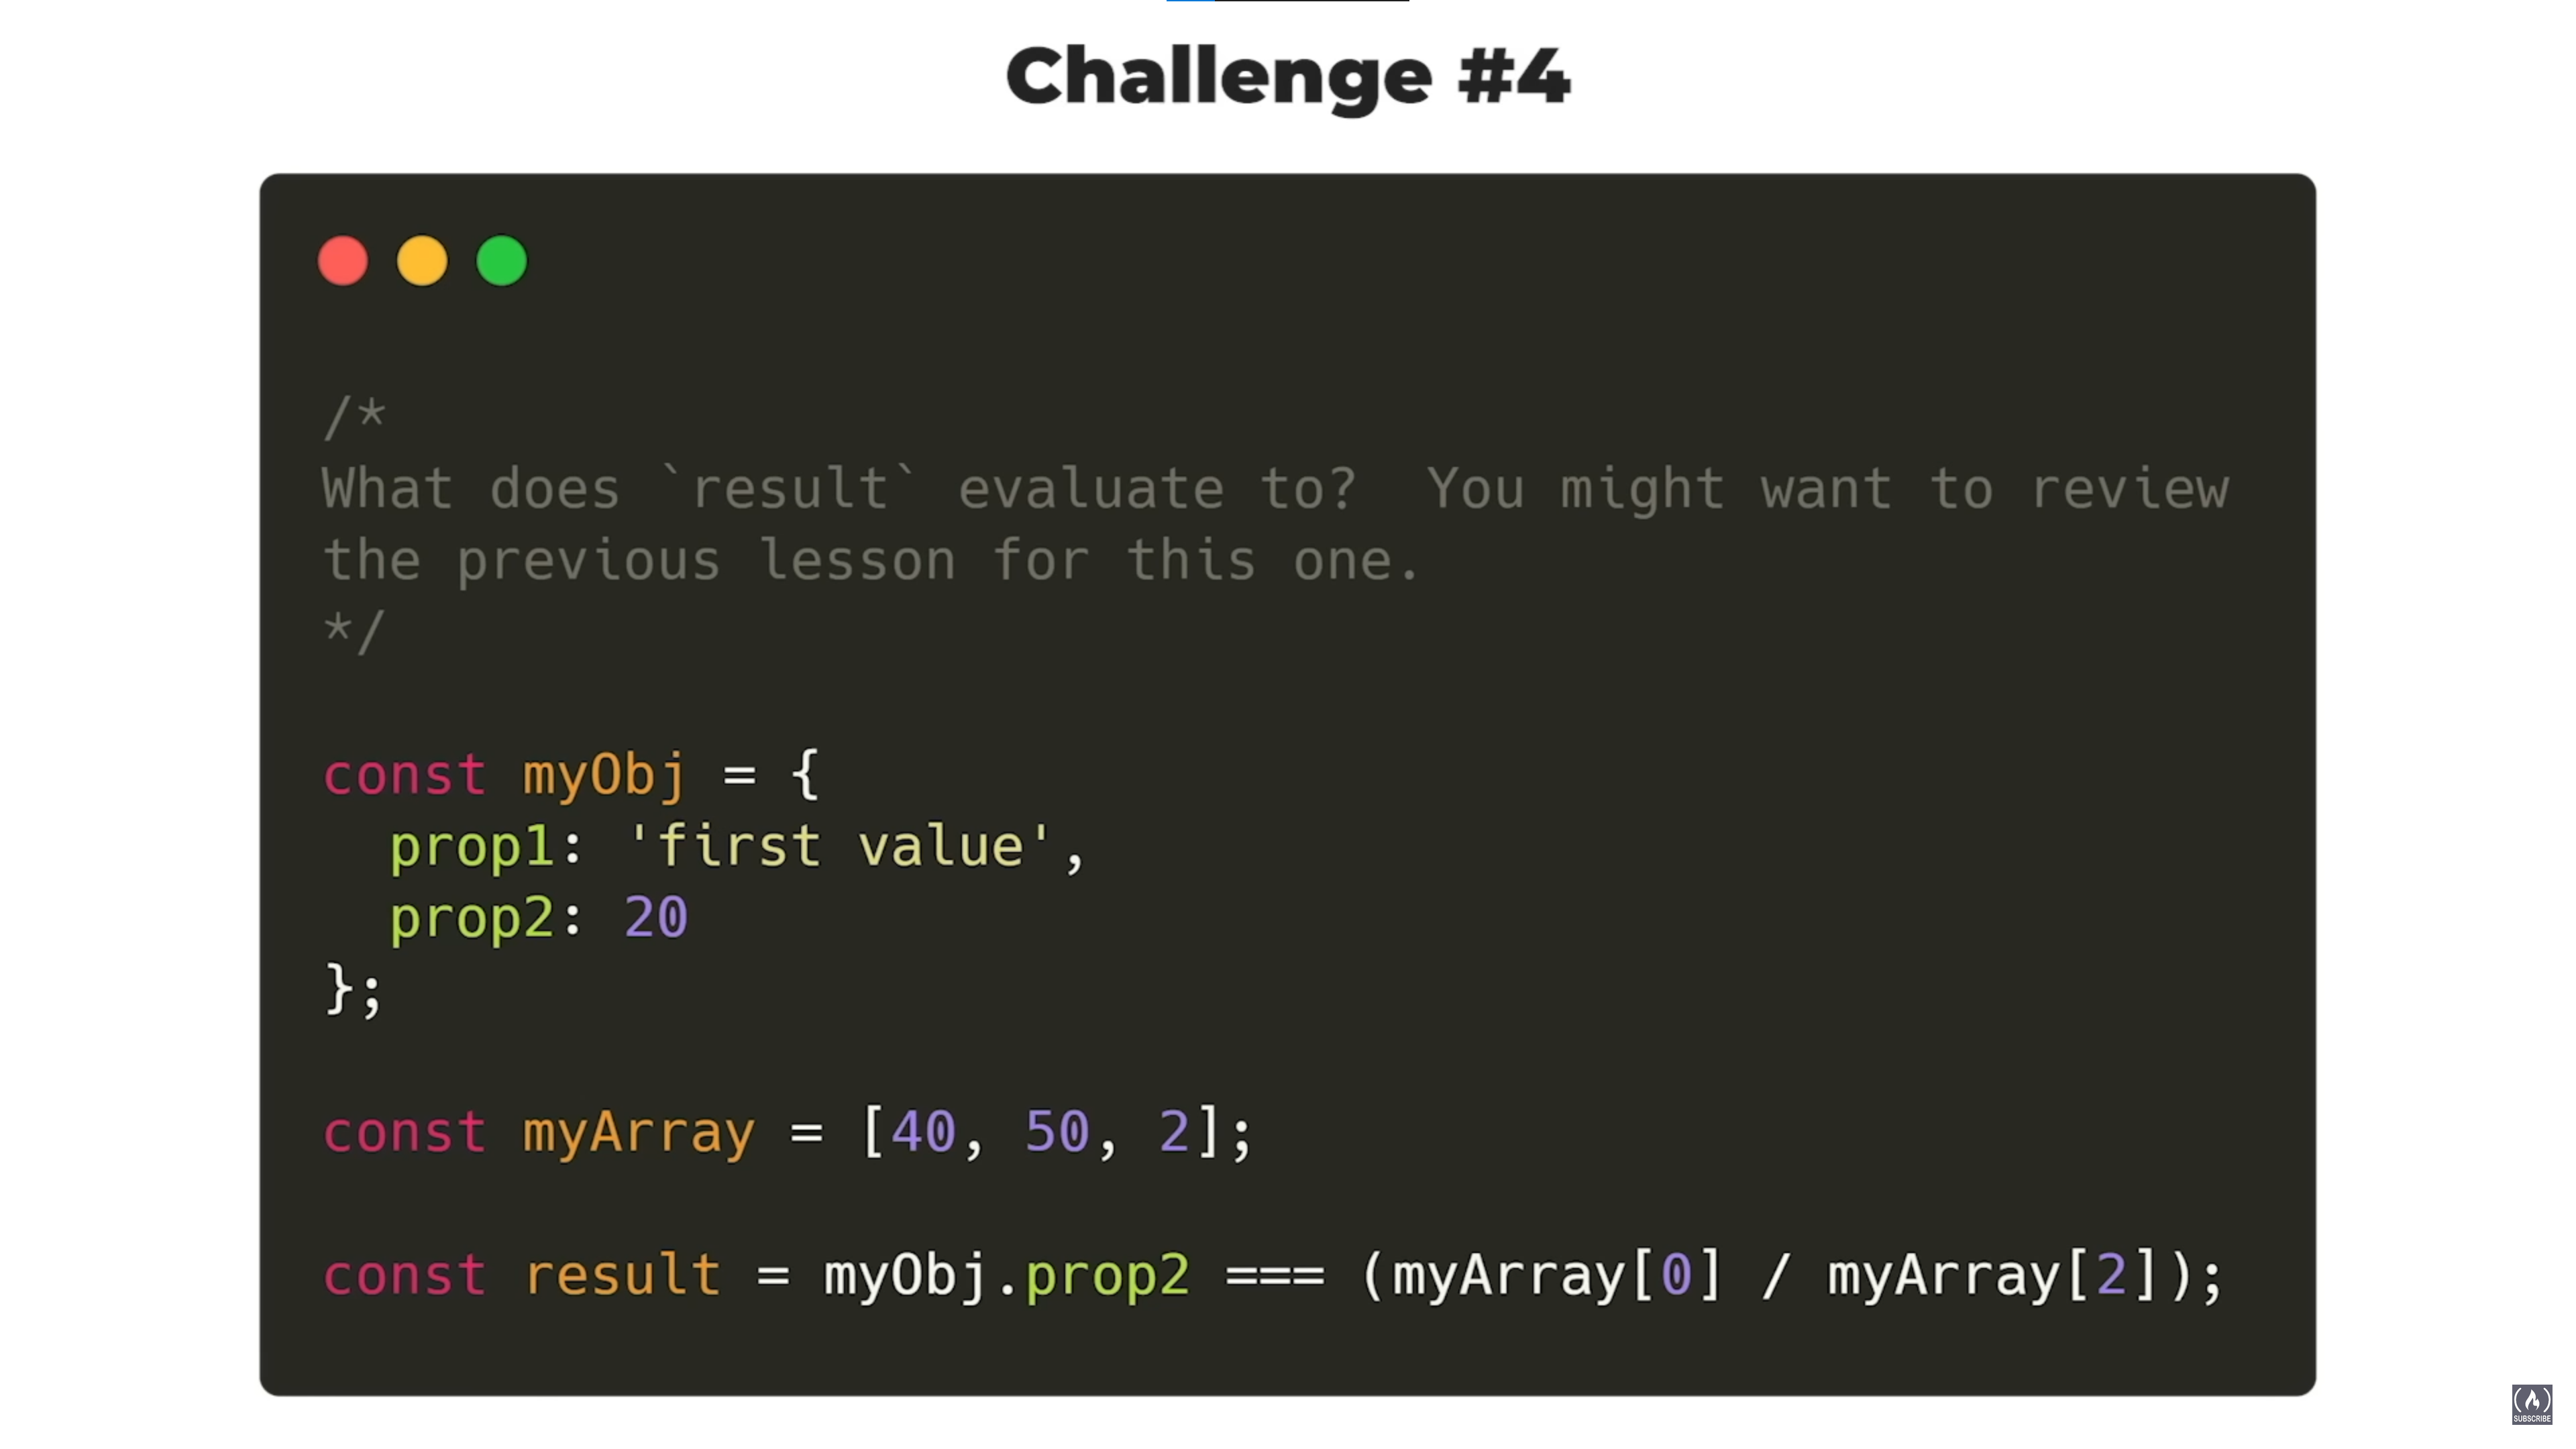 Challenge #4
/*
What does `result` evaluate to?  You might want to review
the previous lesson for this one.
*/
const myObj = {
  prop1: 'first value',
  prop2: 20
};
const myArray = [40, 50, 2];
const result = myObj.prop2 === (myArray[0] / myArray[2]);
SUBSCRIBE